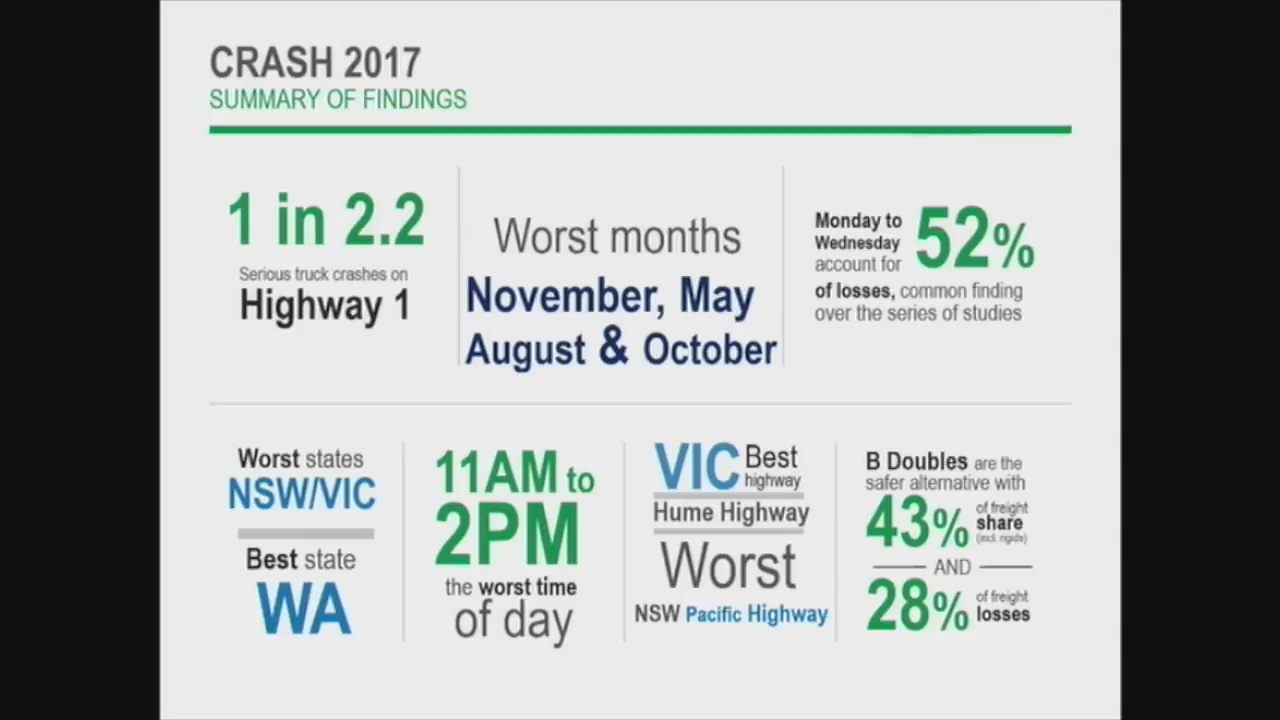 CRASH 2017
SUMMARY OF FINDINGS
1 in 2.2
Serious truck crashes on
Highway 1
Worst months
November, May
August & October
Monday to
Wednesday
account for
52%
of losses, common finding
over the series of studies
Worst states
NSW/VIC
Best state
WA
11AM to
2PM
the worst time
of day
VIC Best
highway
Hume Highway
Worst
NSW Pacific Highway
B Doubles are the
safer alternative with
43%
of freight
share
(incl. rigids)
AND
28%
of freight
losses